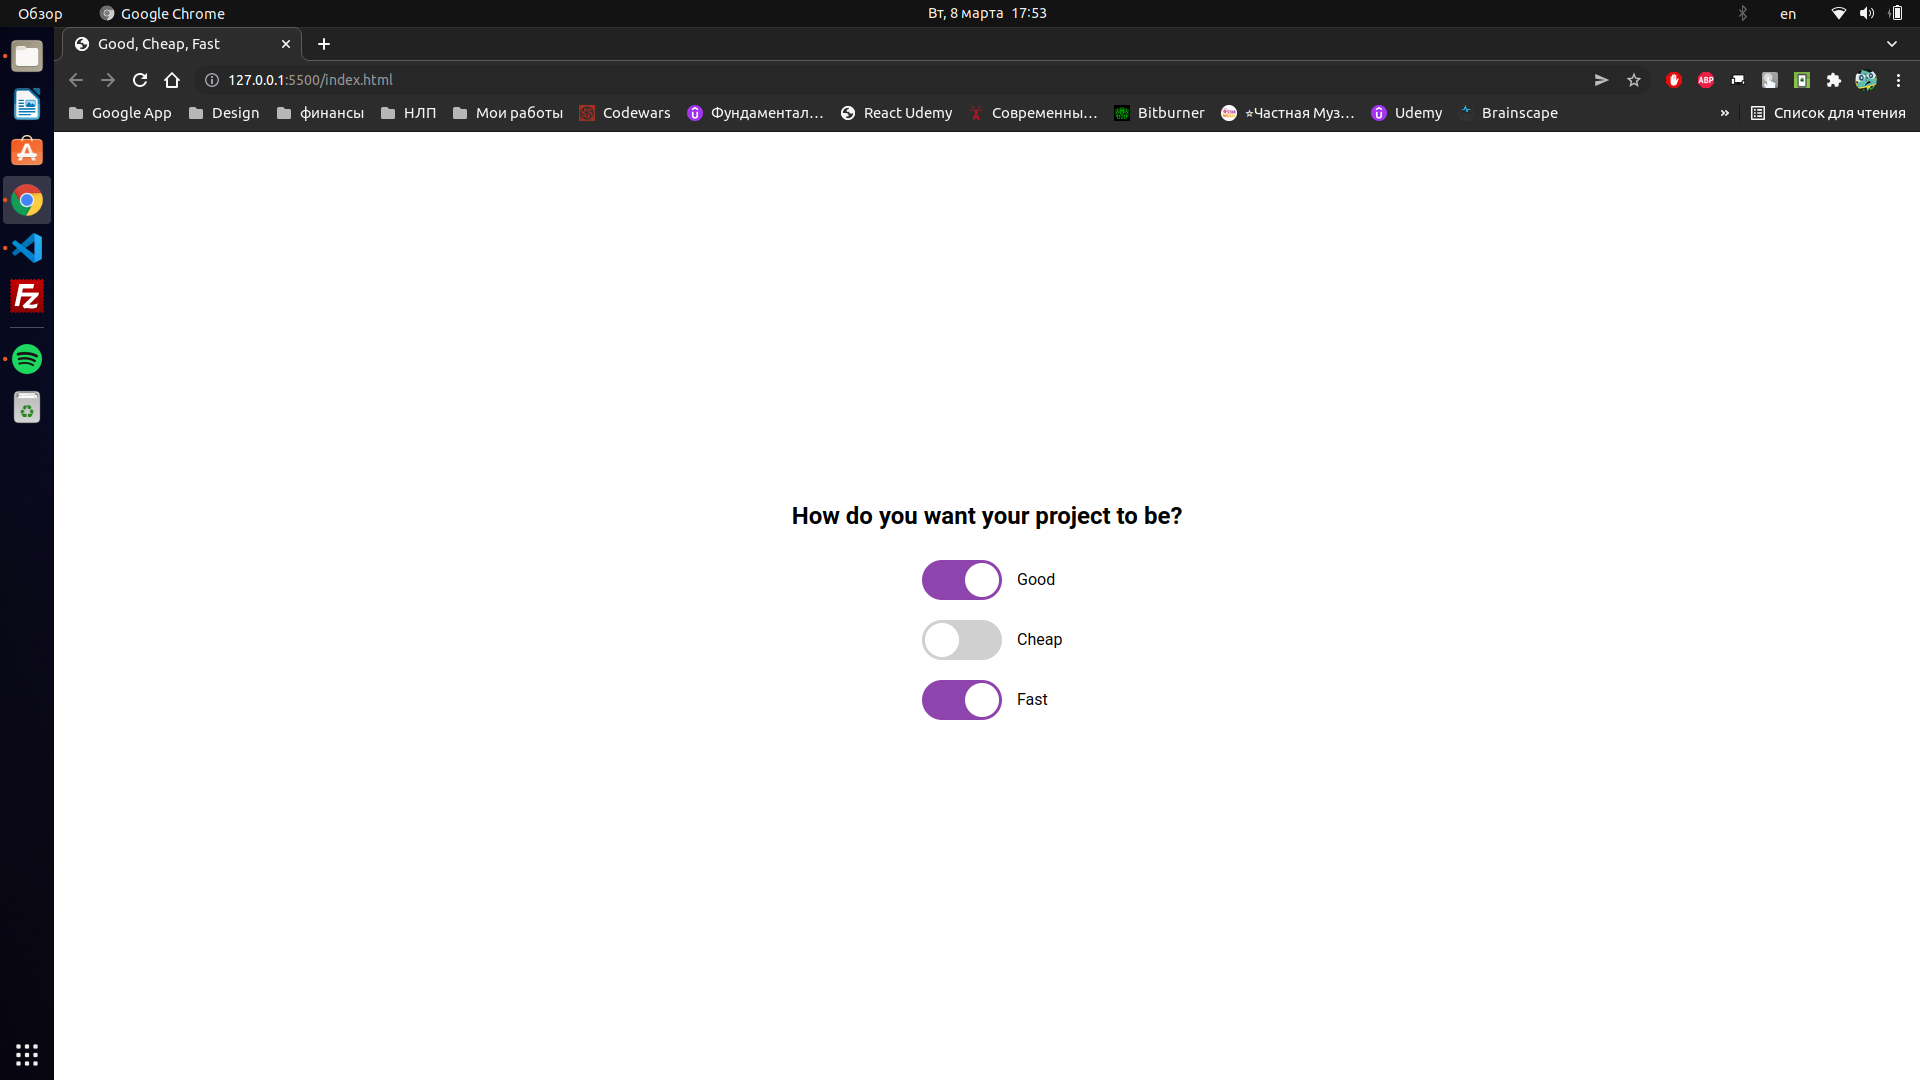 Обзор Google Chrome Вт, 8 марта 17:53 en
Good, Cheap, Fast
127.0.0.1:5500/index.html ABP
Google App Design финансы НЛП Мои работы Codewars Фундаментал… React Udemy Современны… Bitburner ☆Частная Муз… Udemy Brainscape » Список для чтения
Fz
How do you want your project to be?
Good
Cheap
Fast